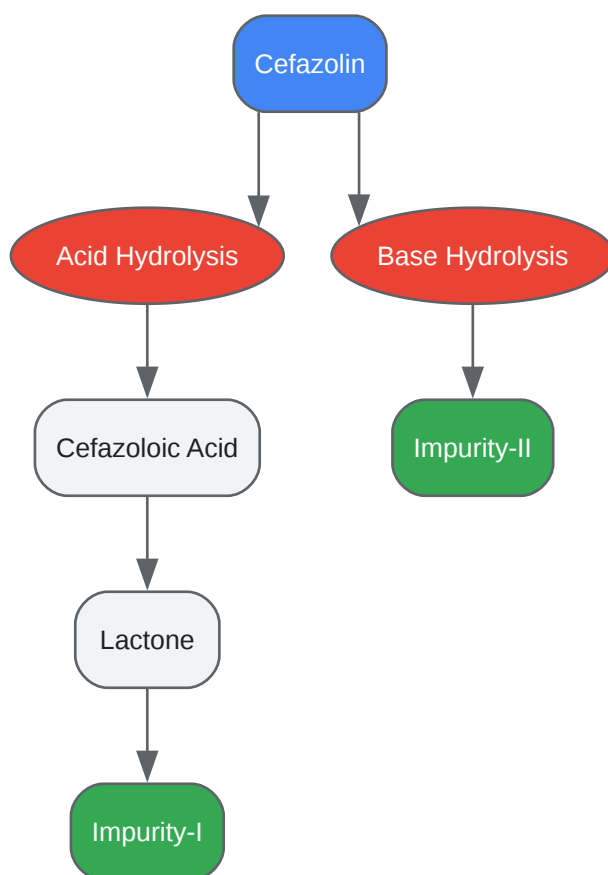 Cefazolin
Acid Hydrolysis
Base Hydrolysis
Cefazoloic Acid
Impurity-II
Lactone
Impurity-I